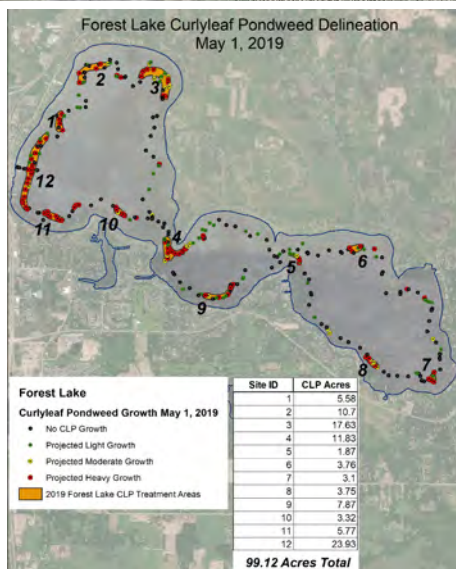 Forest Lake Curlyleaf Pondweed Delineation
May 1, 2019
2
3
1
12
11
10
4
5
6
9
8
7
Forest Lake
Curlyleaf Pondweed Growth May 1, 2019
No CLP Growth
Projected Light Growth
Projected Moderate Growth
Projected Heavy Growth
2019 Forest Lake CLP Treatment Areas
Site ID CLP Acres
1 5.58
2 10.7
3 17.63
4 11.83
5 1.87
6 3.76
7 3.1
8 3.75
9 7.87
10 3.32
11 5.77
12 23.93
99.12 Acres Total